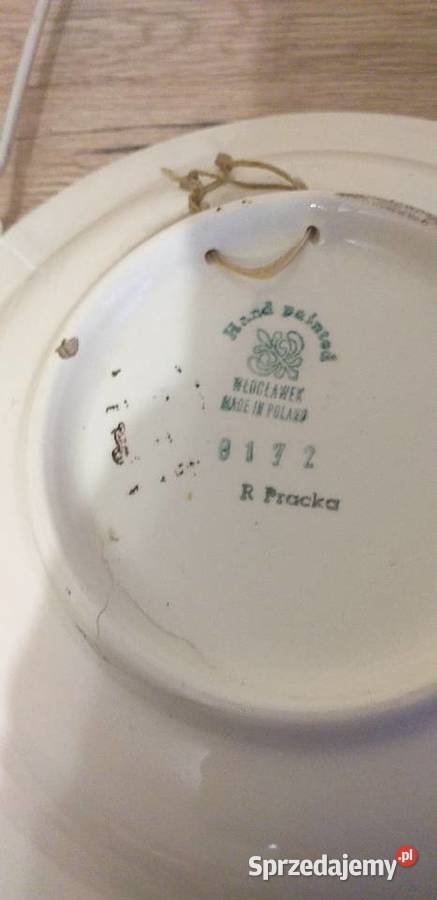 Hand painted
WŁOCŁAWEK
MADE IN POLAND
8172
R Pracka
Sprzedajemy.pl